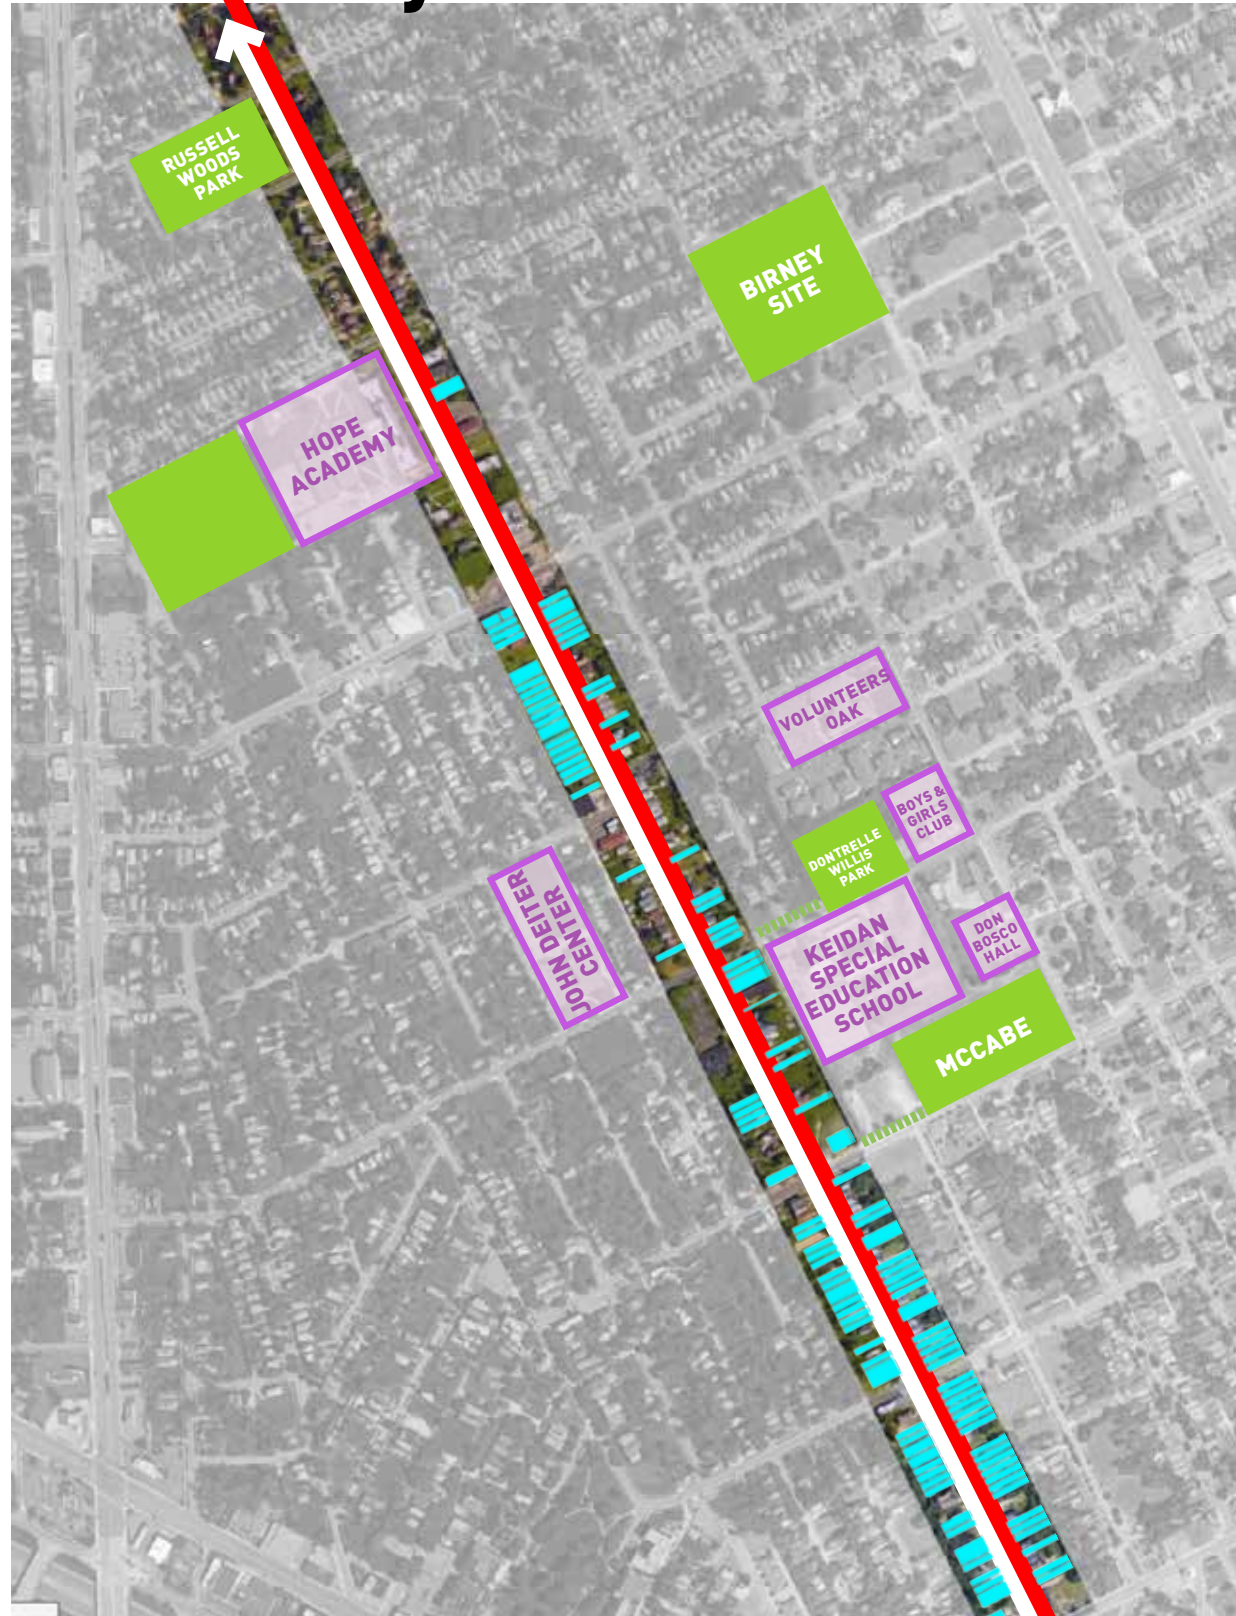 RUSSELL
WOODS
PARK
BIRNEY
SITE
HOPE
ACADEMY
VOLUNTEERS
OAK
BOYS &
GIRLS
CLUB
DONTRELLE
WILLIS
PARK
JOHN DEITER
CENTER
KEIDAN
SPECIAL
EDUCATION
SCHOOL
DON
BOSCO
HALL
MCCABE